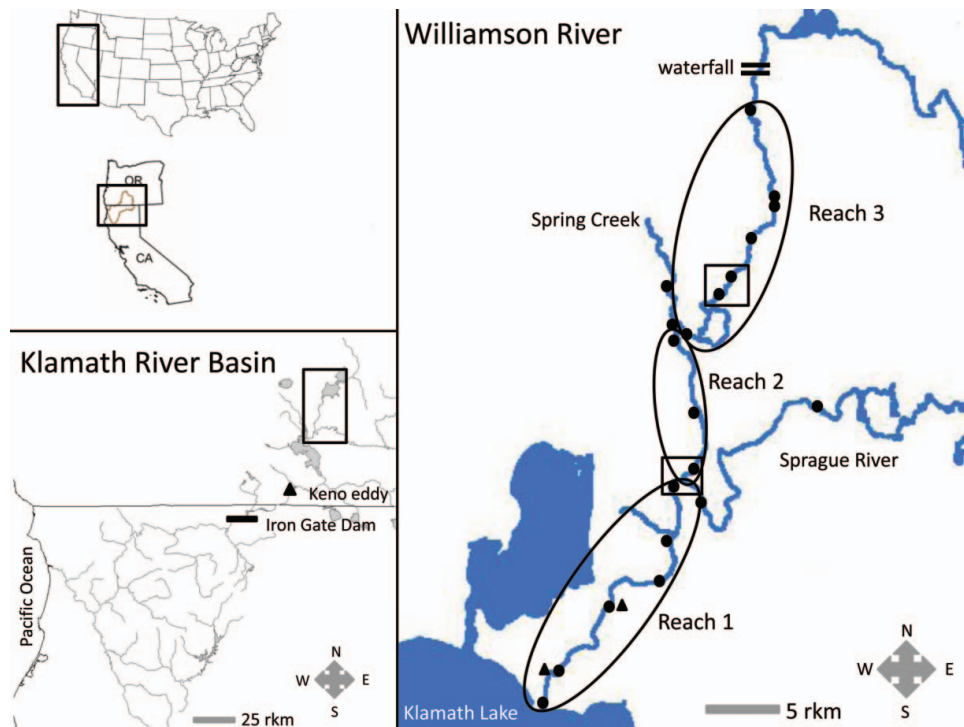 OR
CA
Klamath River Basin
Keno eddy
Iron Gate Dam
Pacific Ocean
N
W E
S
25 rkm
Williamson River
waterfall
Spring Creek
Reach 3
Reach 2
Sprague River
Reach 1
N
W E
S
Klamath Lake
5 rkm